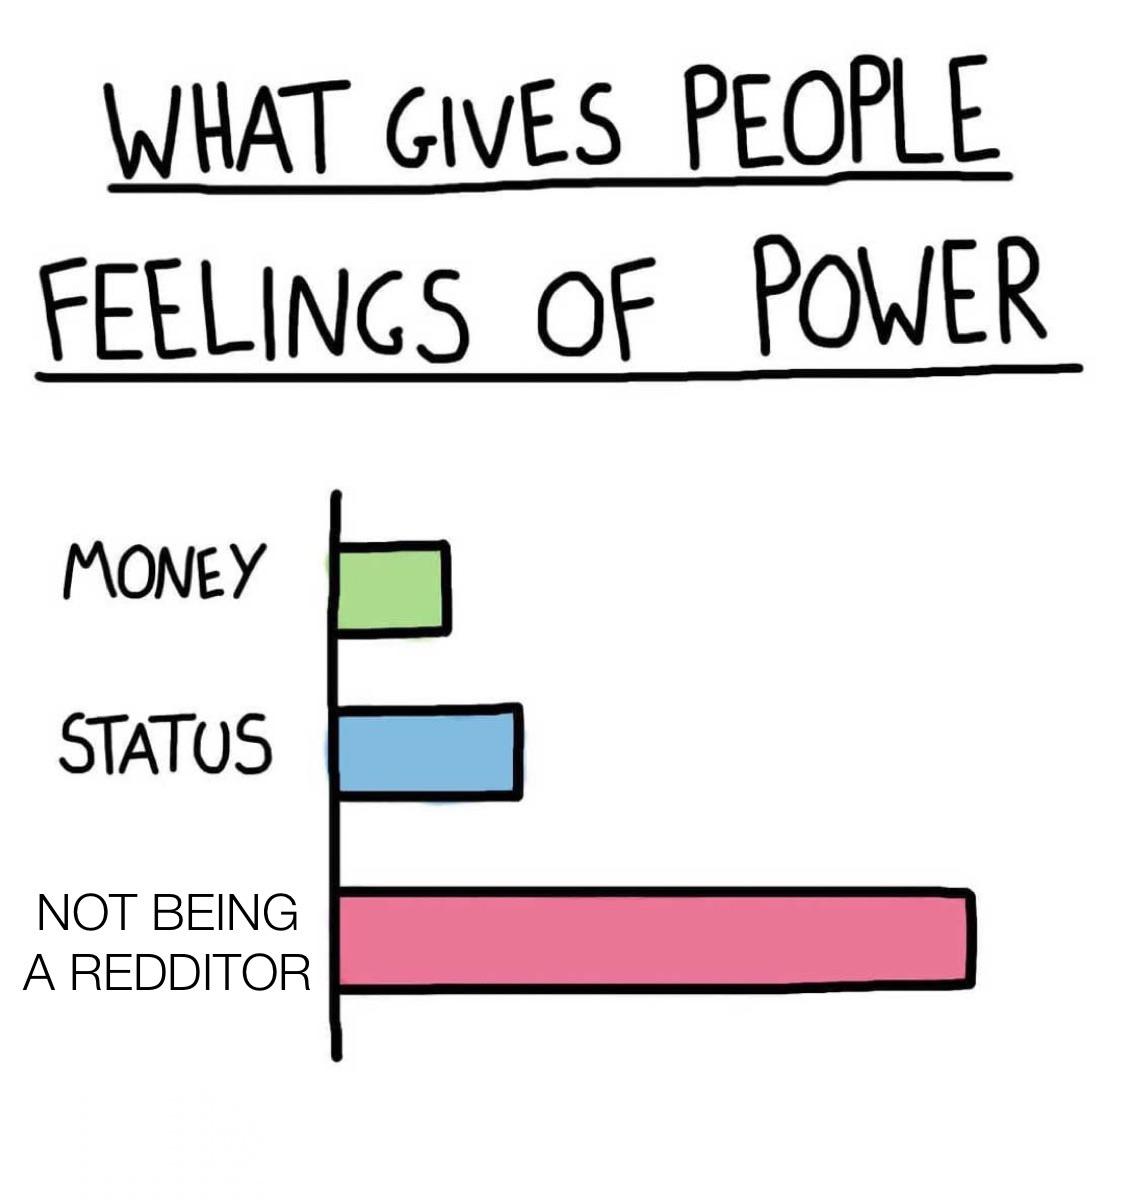 WHAT GIVES PEOPLE
FEELINGS OF POWER
MONEY
STATUS
NOT BEING
A REDDITOR